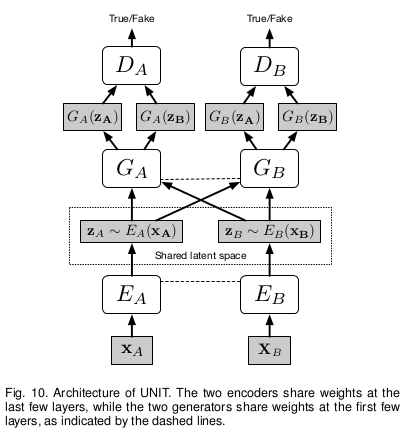 True/Fake True/Fake
D_A D_B
G_A(z_A) G_A(z_B) G_B(z_A) G_B(z_B)
G_A G_B
z_A ∼ E_A(x_A) z_B ∼ E_B(x_B)
Shared latent space
E_A E_B
x_A X_B
Fig. 10. Architecture of UNIT. The two encoders share weights at the
last few layers, while the two generators share weights at the first few
layers, as indicated by the dashed lines.